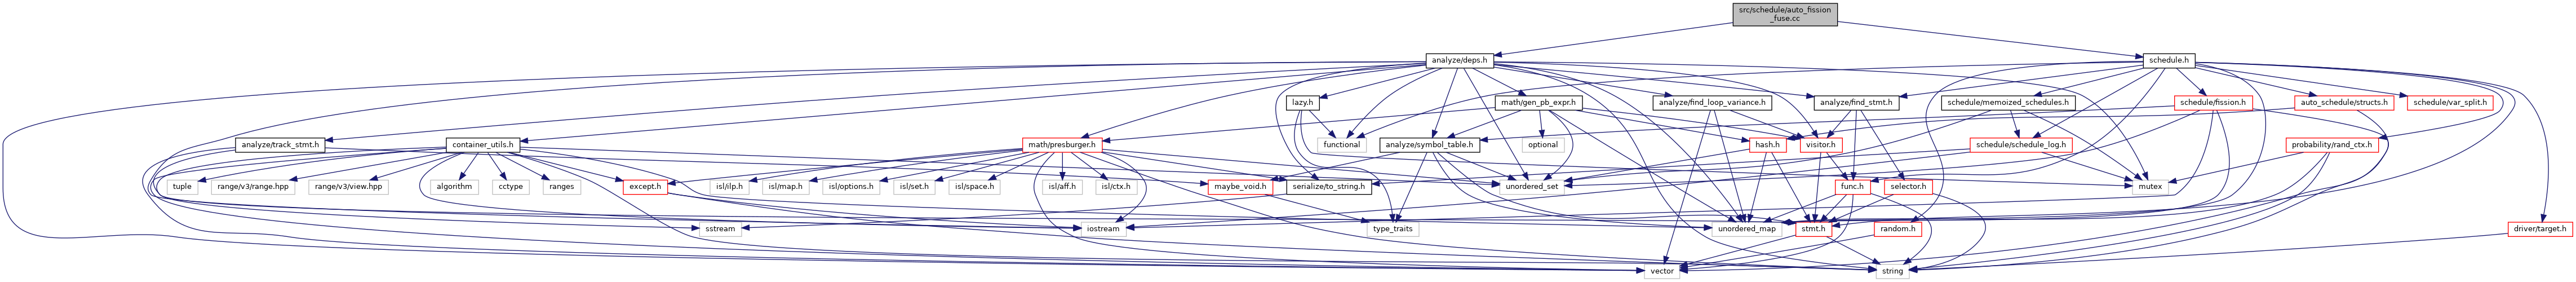 src/schedule/auto_fission
_fuse.cc
analyze/deps.h
schedule.h
lazy.h
math/gen_pb_expr.h
analyze/find_loop_variance.h
analyze/find_stmt.h
schedule/memoized_schedules.h
schedule/fission.h
auto_schedule/structs.h
schedule/var_split.h
analyze/track_stmt.h
container_utils.h
math/presburger.h
functional
analyze/symbol_table.h
optional
hash.h
visitor.h
schedule/schedule_log.h
probability/rand_ctx.h
tuple
range/v3/range.hpp
range/v3/view.hpp
algorithm
cctype
ranges
except.h
isl/ilp.h
isl/map.h
isl/options.h
isl/set.h
isl/space.h
isl/aff.h
isl/ctx.h
maybe_void.h
serialize/to_string.h
unordered_set
func.h
selector.h
mutex
sstream
iostream
type_traits
unordered_map
stmt.h
random.h
driver/target.h
vector
string